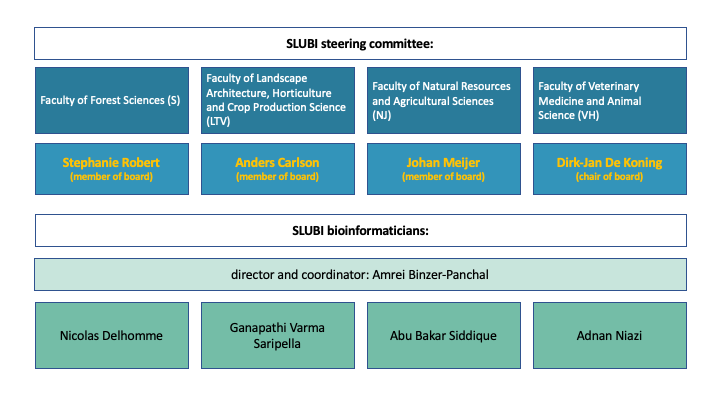 SLUBI steering committee:
Faculty of Forest Sciences (S)
Faculty of Landscape
Architecture, Horticulture
and Crop Production Science
(LTV)
Faculty of Natural Resources
and Agricultural Sciences
(NJ)
Faculty of Veterinary
Medicine and Animal
Science (VH)
Stephanie Robert
(member of board)
Anders Carlson
(member of board)
Johan Meijer
(member of board)
Dirk-Jan De Koning
(chair of board)
SLUBI bioinformaticians:
director and coordinator: Amrei Binzer-Panchal
Nicolas Delhomme
Ganapathi Varma
Saripella
Abu Bakar Siddique
Adnan Niazi